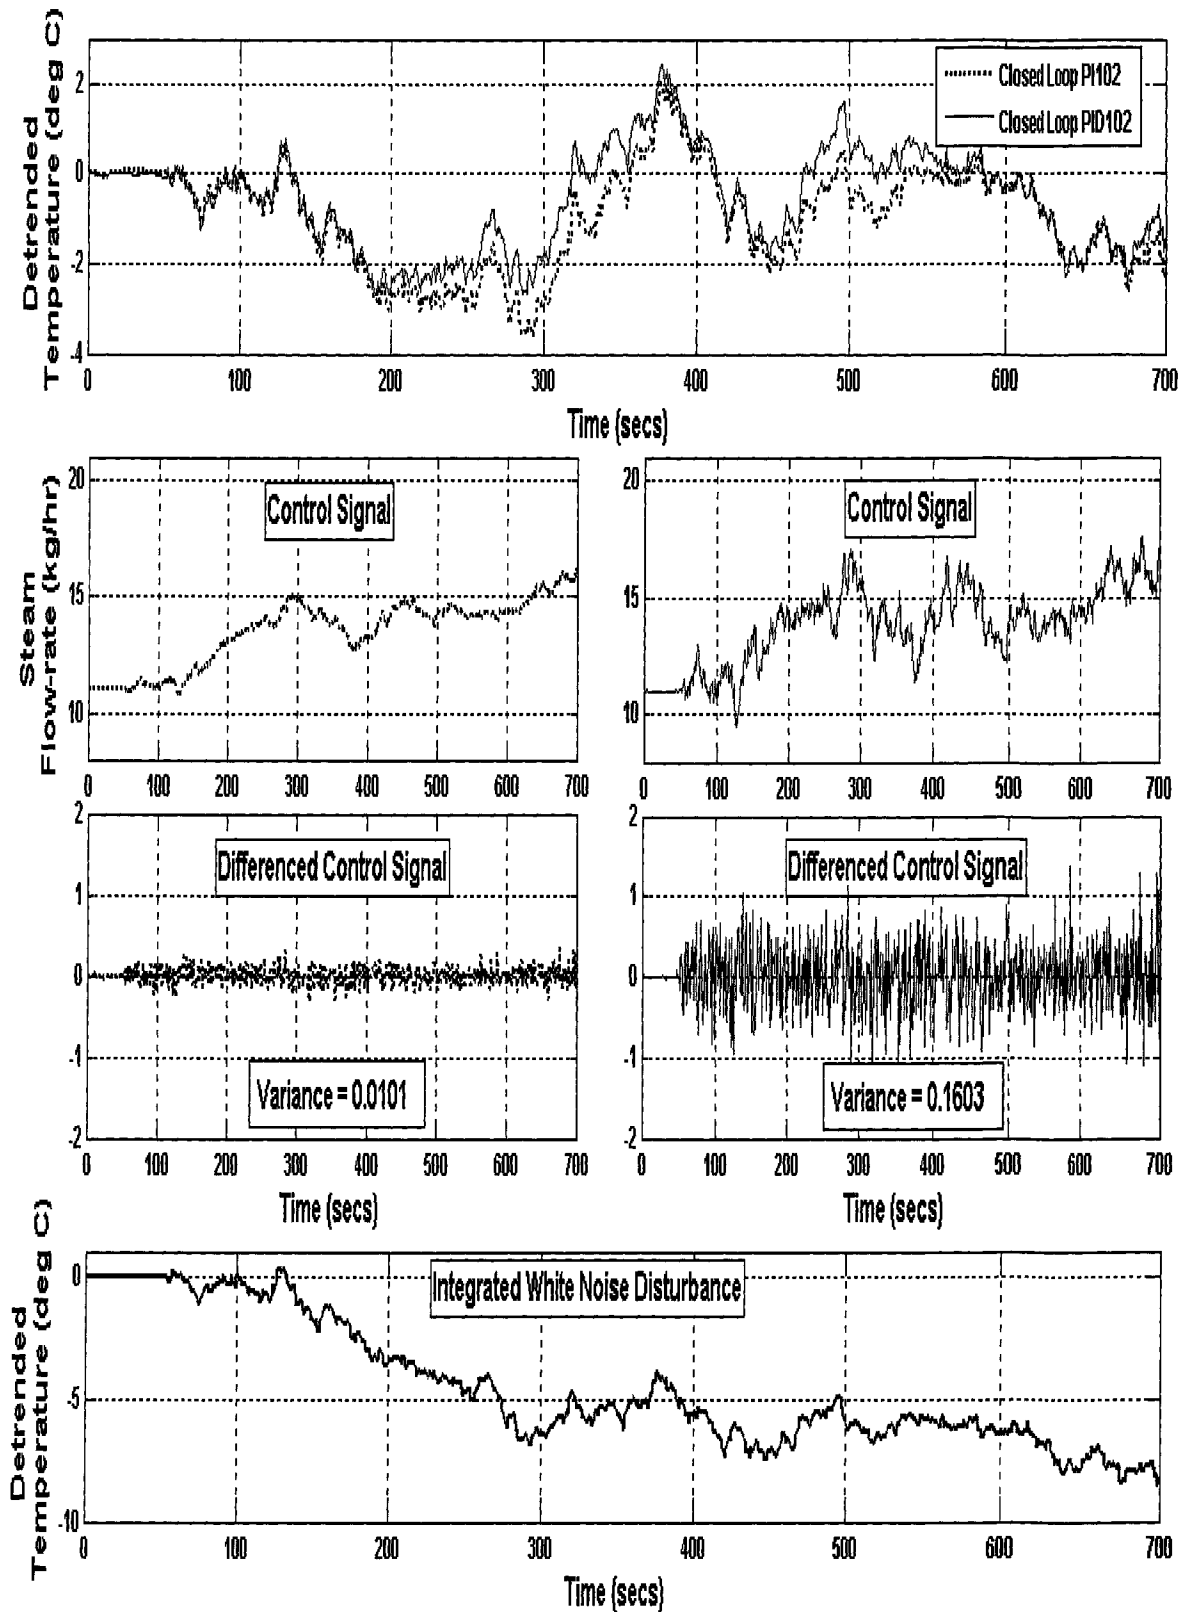 Detrended
Temperature (deg C)
2
0
-2
-4
Closed Loop PI102
Closed Loop PID102
0 100 200 300 400 500 600 700
Time (secs)
Steam
Flow-rate (kg/hr)
20
15
10
Control Signal
0 100 200 300 400 500 600 700
20
15
10
Control Signal
0 100 200 300 400 500 600 700
2
1
0
-1
-2
Differenced Control Signal
Variance = 0.0101
0 100 200 300 400 500 600 700
Time (secs)
2
1
0
-1
-2
Differenced Control Signal
Variance = 0.1603
0 100 200 300 400 500 600 700
Time (secs)
Detrended
Temperature (deg C)
0
-5
-10
Integrated White Noise Disturbance
0 100 200 300 400 500 600 700
Time (secs)